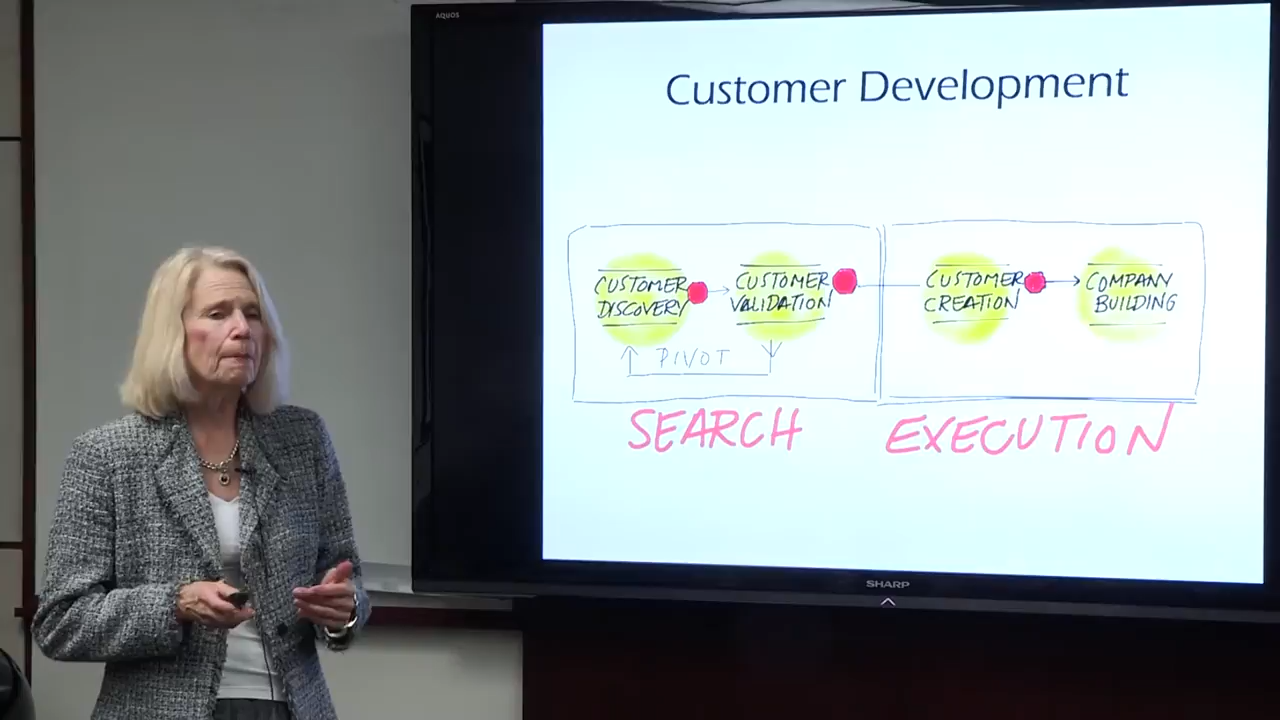 AQUOS
Customer Development
CUSTOMER
DISCOVERY
CUSTOMER
VALIDATION
CUSTOMER
CREATION
COMPANY
BUILDING
PIVOT
SEARCH
EXECUTION
SHARP